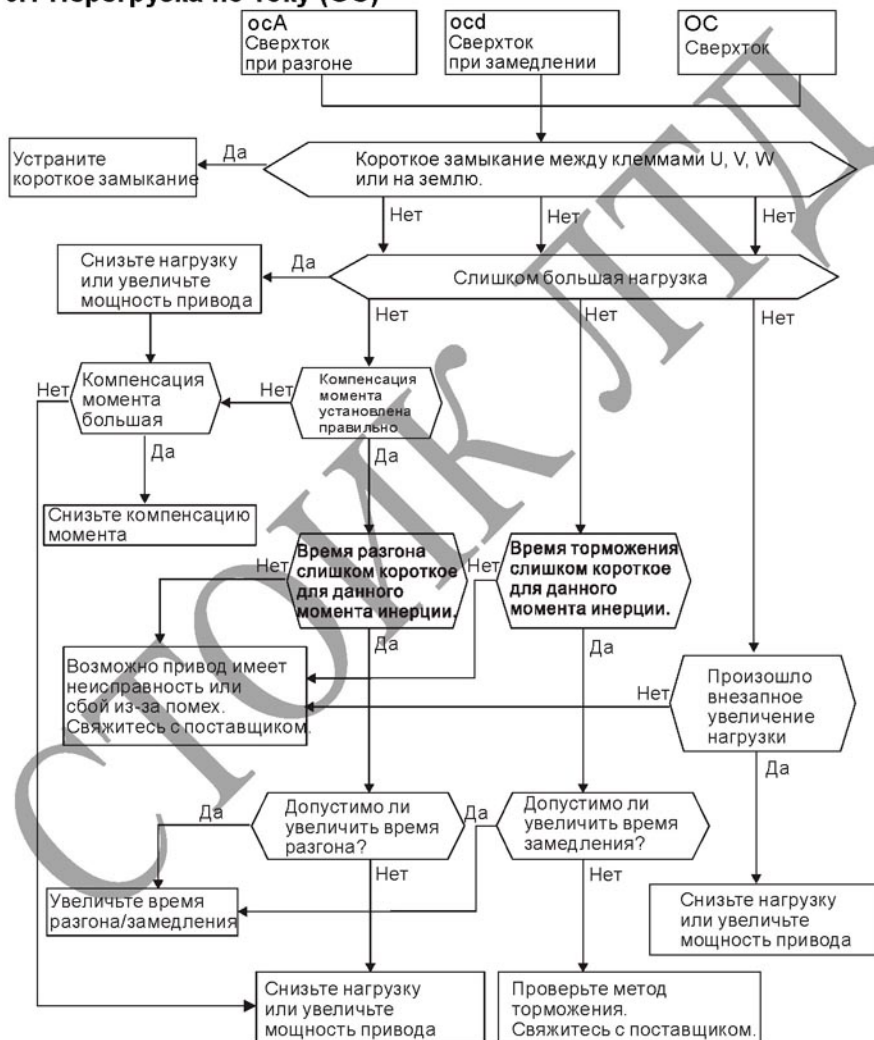 ocA
Сверхток
при разгоне
ocd
Сверхток
при замедлении
OC
Сверхток
Устраните
короткое замыкание
Да
Короткое замыкание между клеммами U, V, W
или на землю.
Нет
Нет
Нет
Снизьте нагрузку
или увеличьте
мощность привода
Да
Слишком большая нагрузка
Нет
Нет
Нет
Нет
Компенсация
момента
большая
Нет
Компенсация
момента
установлена
правильно
Да
Да
Снизьте компенсацию
момента
Нет
Время разгона
слишком короткое
для данного
момента инерции.
Нет
Время торможения
слишком короткое
для данного
момента инерции.
Да
Да
Возможно привод имеет
неисправность или
сбой из-за помех.
Свяжитесь с поставщиком.
Нет
Произошло
внезапное
увеличение
нагрузки
Да
Да
Допустимо ли
увеличить время
разгона?
Да
Допустимо ли
увеличить время
замедления?
Нет
Нет
Увеличьте время
разгона/замедления
Снизьте нагрузку
или увеличьте
мощность привода
Снизьте нагрузку
или увеличьте
мощность привода
Проверьте метод
торможения.
Свяжитесь с поставщиком.
СТОИК ЛТД